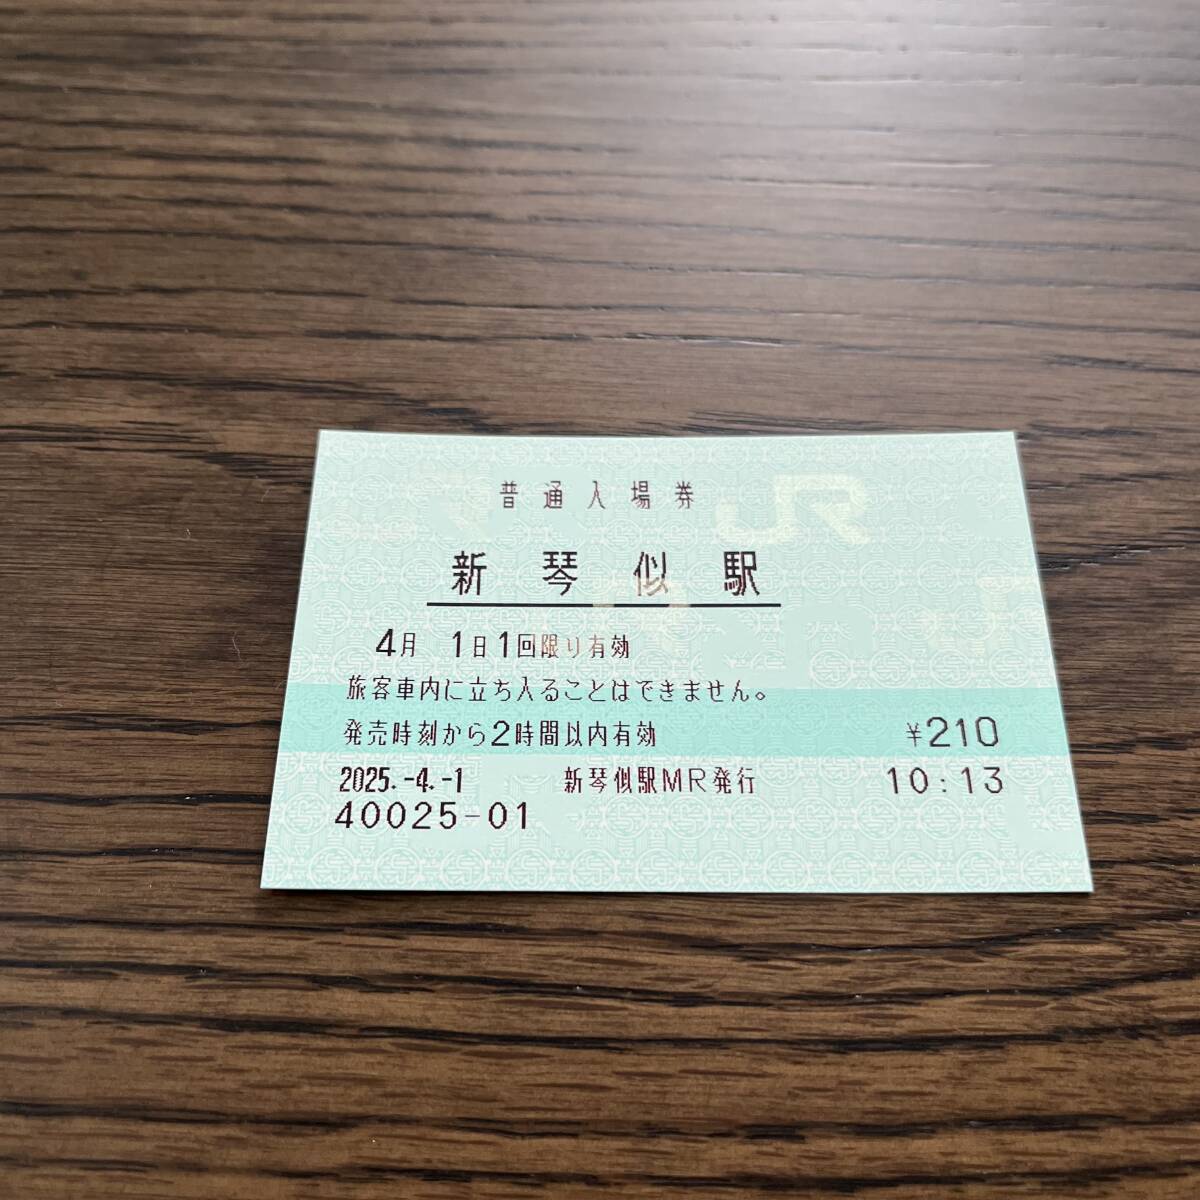 普通入場券
JR
新琴似駅
4月 1日1回限り有効
旅客車内に立ち入ることはできません。
発売時刻から2時間以内有効 ¥210
2025.-4.-1 新琴似駅MR発行 10:13
40025-01